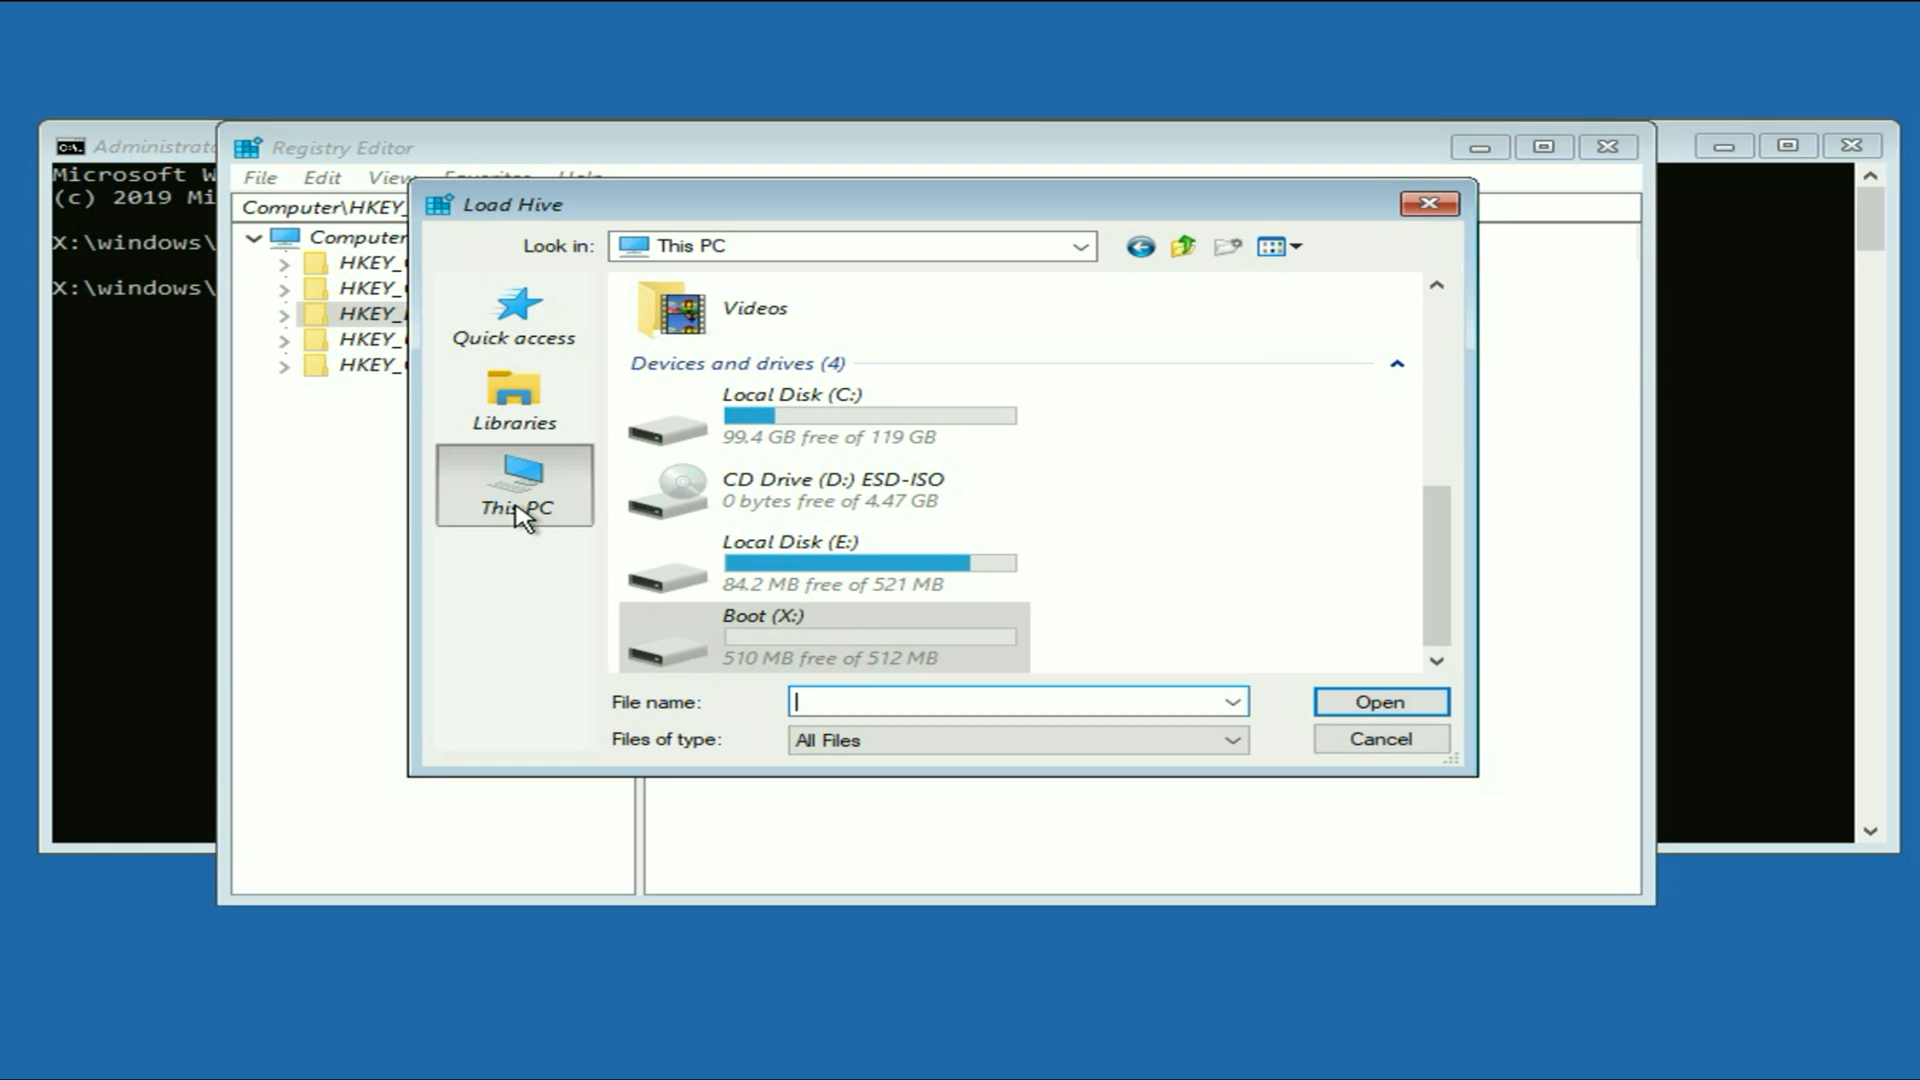 Administrato
Microsoft W
(c) 2019 Mi
X:\windows\
X:\windows\
Registry Editor
File Edit View Favorites Help
Computer\HKEY_
Computer
HKEY_
HKEY_
HKEY_
HKEY_
HKEY_
Load Hive
Look in: This PC
Quick access
Libraries
This PC
Videos
Devices and drives (4)
Local Disk (C:)
99.4 GB free of 119 GB
CD Drive (D:) ESD-ISO
0 bytes free of 4.47 GB
Local Disk (E:)
84.2 MB free of 521 MB
Boot (X:)
510 MB free of 512 MB
File name:
Open
Files of type: All Files
Cancel